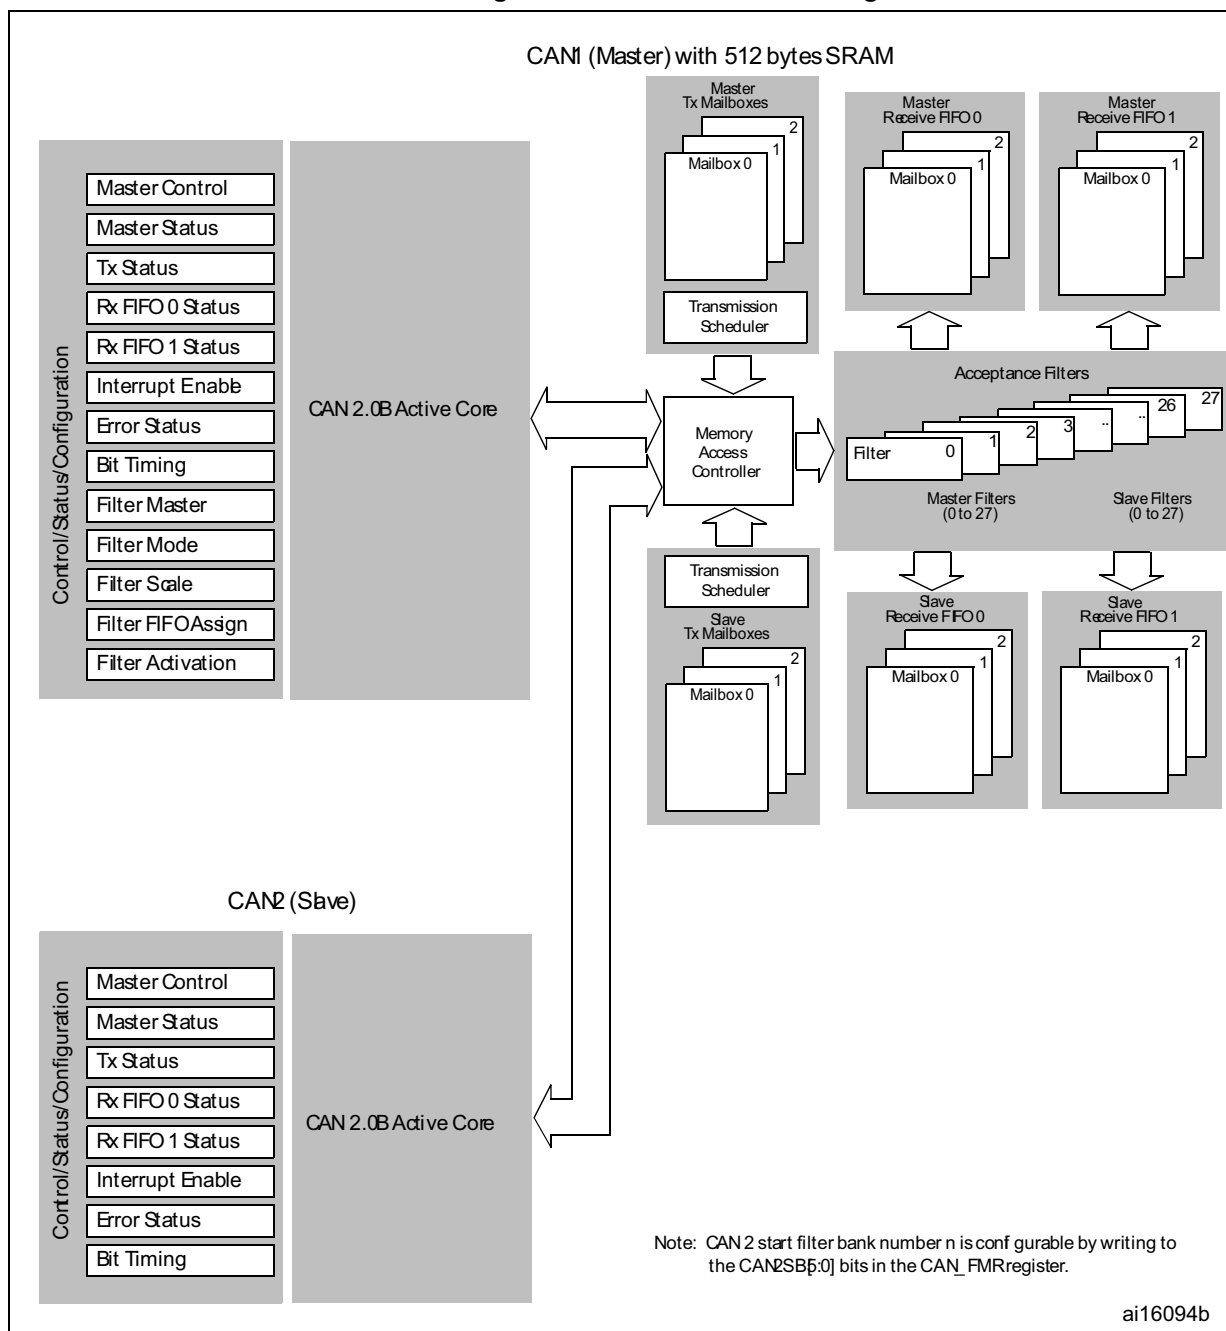 CAN1 (Master) with 512 bytes SRAM
Control/Status/Configuration
Master Control
Master Status
Tx Status
Rx FIFO 0 Status
Rx FIFO 1 Status
Interrupt Enable
Error Status
Bit Timing
Filter Master
Filter Mode
Filter Scale
Filter FIFO Assign
Filter Activation
CAN 2.0B Active Core
Master
Tx Mailboxes
2
1
Mailbox 0
Transmission
Scheduler
Master
Receive FIFO 0
2
1
Mailbox 0
Master
Receive FIFO 1
2
1
Mailbox 0
Memory
Access
Controller
Acceptance Filters
Filter 0
1
2
3
..
..
26
27
Master Filters
(0 to 27)
Slave Filters
(0 to 27)
Transmission
Scheduler
Slave
Tx Mailboxes
2
1
Mailbox 0
Slave
Receive FIFO 0
2
1
Mailbox 0
Slave
Receive FIFO 1
2
1
Mailbox 0
CAN2 (Slave)
Control/Status/Configuration
Master Control
Master Status
Tx Status
Rx FIFO 0 Status
Rx FIFO 1 Status
Interrupt Enable
Error Status
Bit Timing
CAN 2.0B Active Core
Note: CAN 2 start filter bank number n is conf gurable by writing to
the CAN2SB[5:0] bits in the CAN_FMR register.
ai16094b